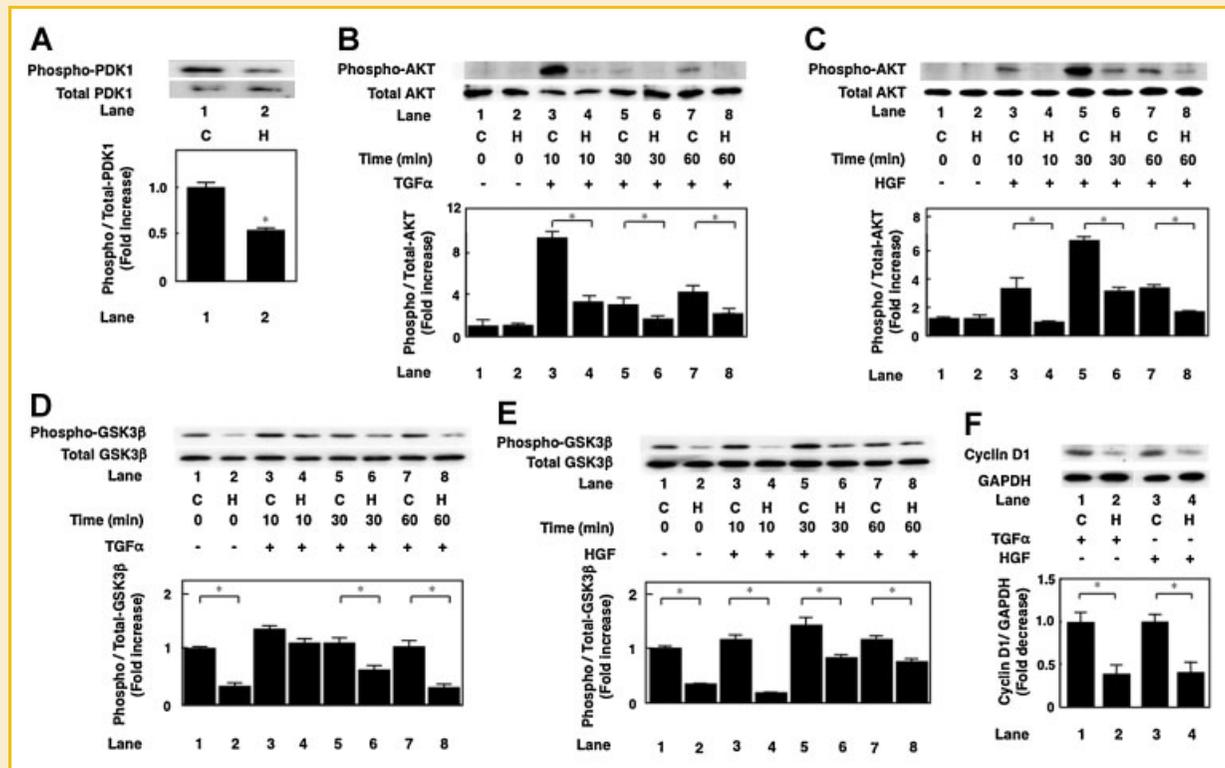 A
Phospho-PDK1
Total PDK1
Lane 1 2
C H
Phospho / Total-PDK1
(Fold increase)
1.0
0.5
0
*
Lane 1 2
B
Phospho-AKT
Total AKT
Lane 1 2 3 4 5 6 7 8
C H C H C H C H
Time (min) 0 0 10 10 30 30 60 60
TGFα - - + + + + + +
Phospho / Total-AKT
(Fold increase)
12
8
4
0
* * *
Lane 1 2 3 4 5 6 7 8
C
Phospho-AKT
Total AKT
Lane 1 2 3 4 5 6 7 8
C H C H C H C H
Time (min) 0 0 10 10 30 30 60 60
HGF - - + + + + + +
Phospho / Total-AKT
(Fold increase)
8
6
4
2
0
* * *
Lane 1 2 3 4 5 6 7 8
D
Phospho-GSK3β
Total GSK3β
Lane 1 2 3 4 5 6 7 8
C H C H C H C H
Time (min) 0 0 10 10 30 30 60 60
TGFα - - + + + + + +
Phospho / Total-GSK3β
(Fold increase)
2
1
0
* * *
Lane 1 2 3 4 5 6 7 8
E
Phospho-GSK3β
Total GSK3β
Lane 1 2 3 4 5 6 7 8
C H C H C H C H
Time (min) 0 0 10 10 30 30 60 60
HGF - - + + + + + +
Phospho / Total-GSK3β
(Fold increase)
2
1
0
* * * *
Lane 1 2 3 4 5 6 7 8
F
Cyclin D1
GAPDH
Lane 1 2 3 4
C H C H
TGFα + + - -
HGF - - + +
Cyclin D1/ GAPDH
(Fold decrease)
1.5
1.0
0.5
0
* *
Lane 1 2 3 4